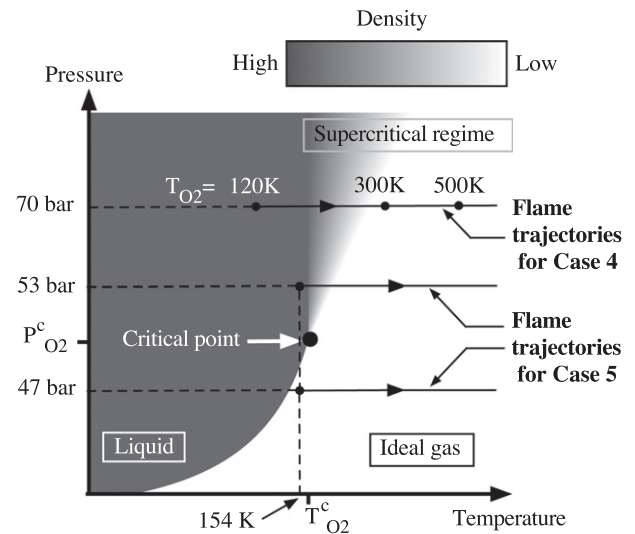 Density
High
Low
Pressure
Supercritical regime
T_O2= 120K
300K
500K
70 bar
Flame
trajectories
for Case 4
53 bar
Flame
trajectories
for Case 5
P^c_O2
Critical point
47 bar
Liquid
Ideal gas
154 K
T^c_O2
Temperature